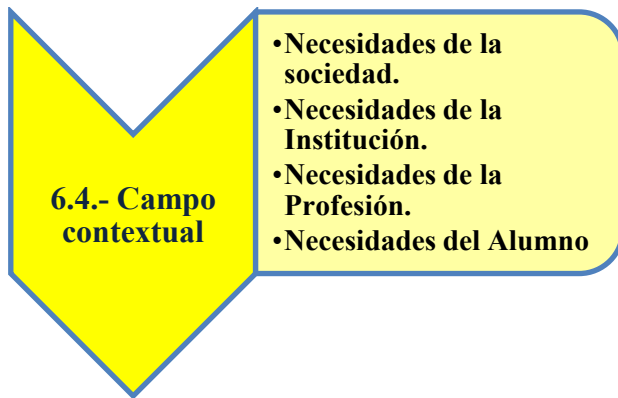 6.4.- Campo
contextual
•Necesidades de la
sociedad.
•Necesidades de la
Institución.
•Necesidades de la
Profesión.
•Necesidades del Alumno